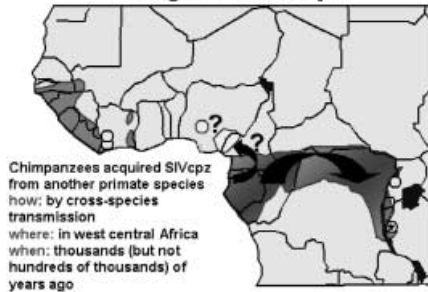 ?
?
Chimpanzees acquired SIVcpz
from another primate species
how: by cross-species
transmission
where: in west central Africa
when: thousands (but not
hundreds of thousands) of
years ago